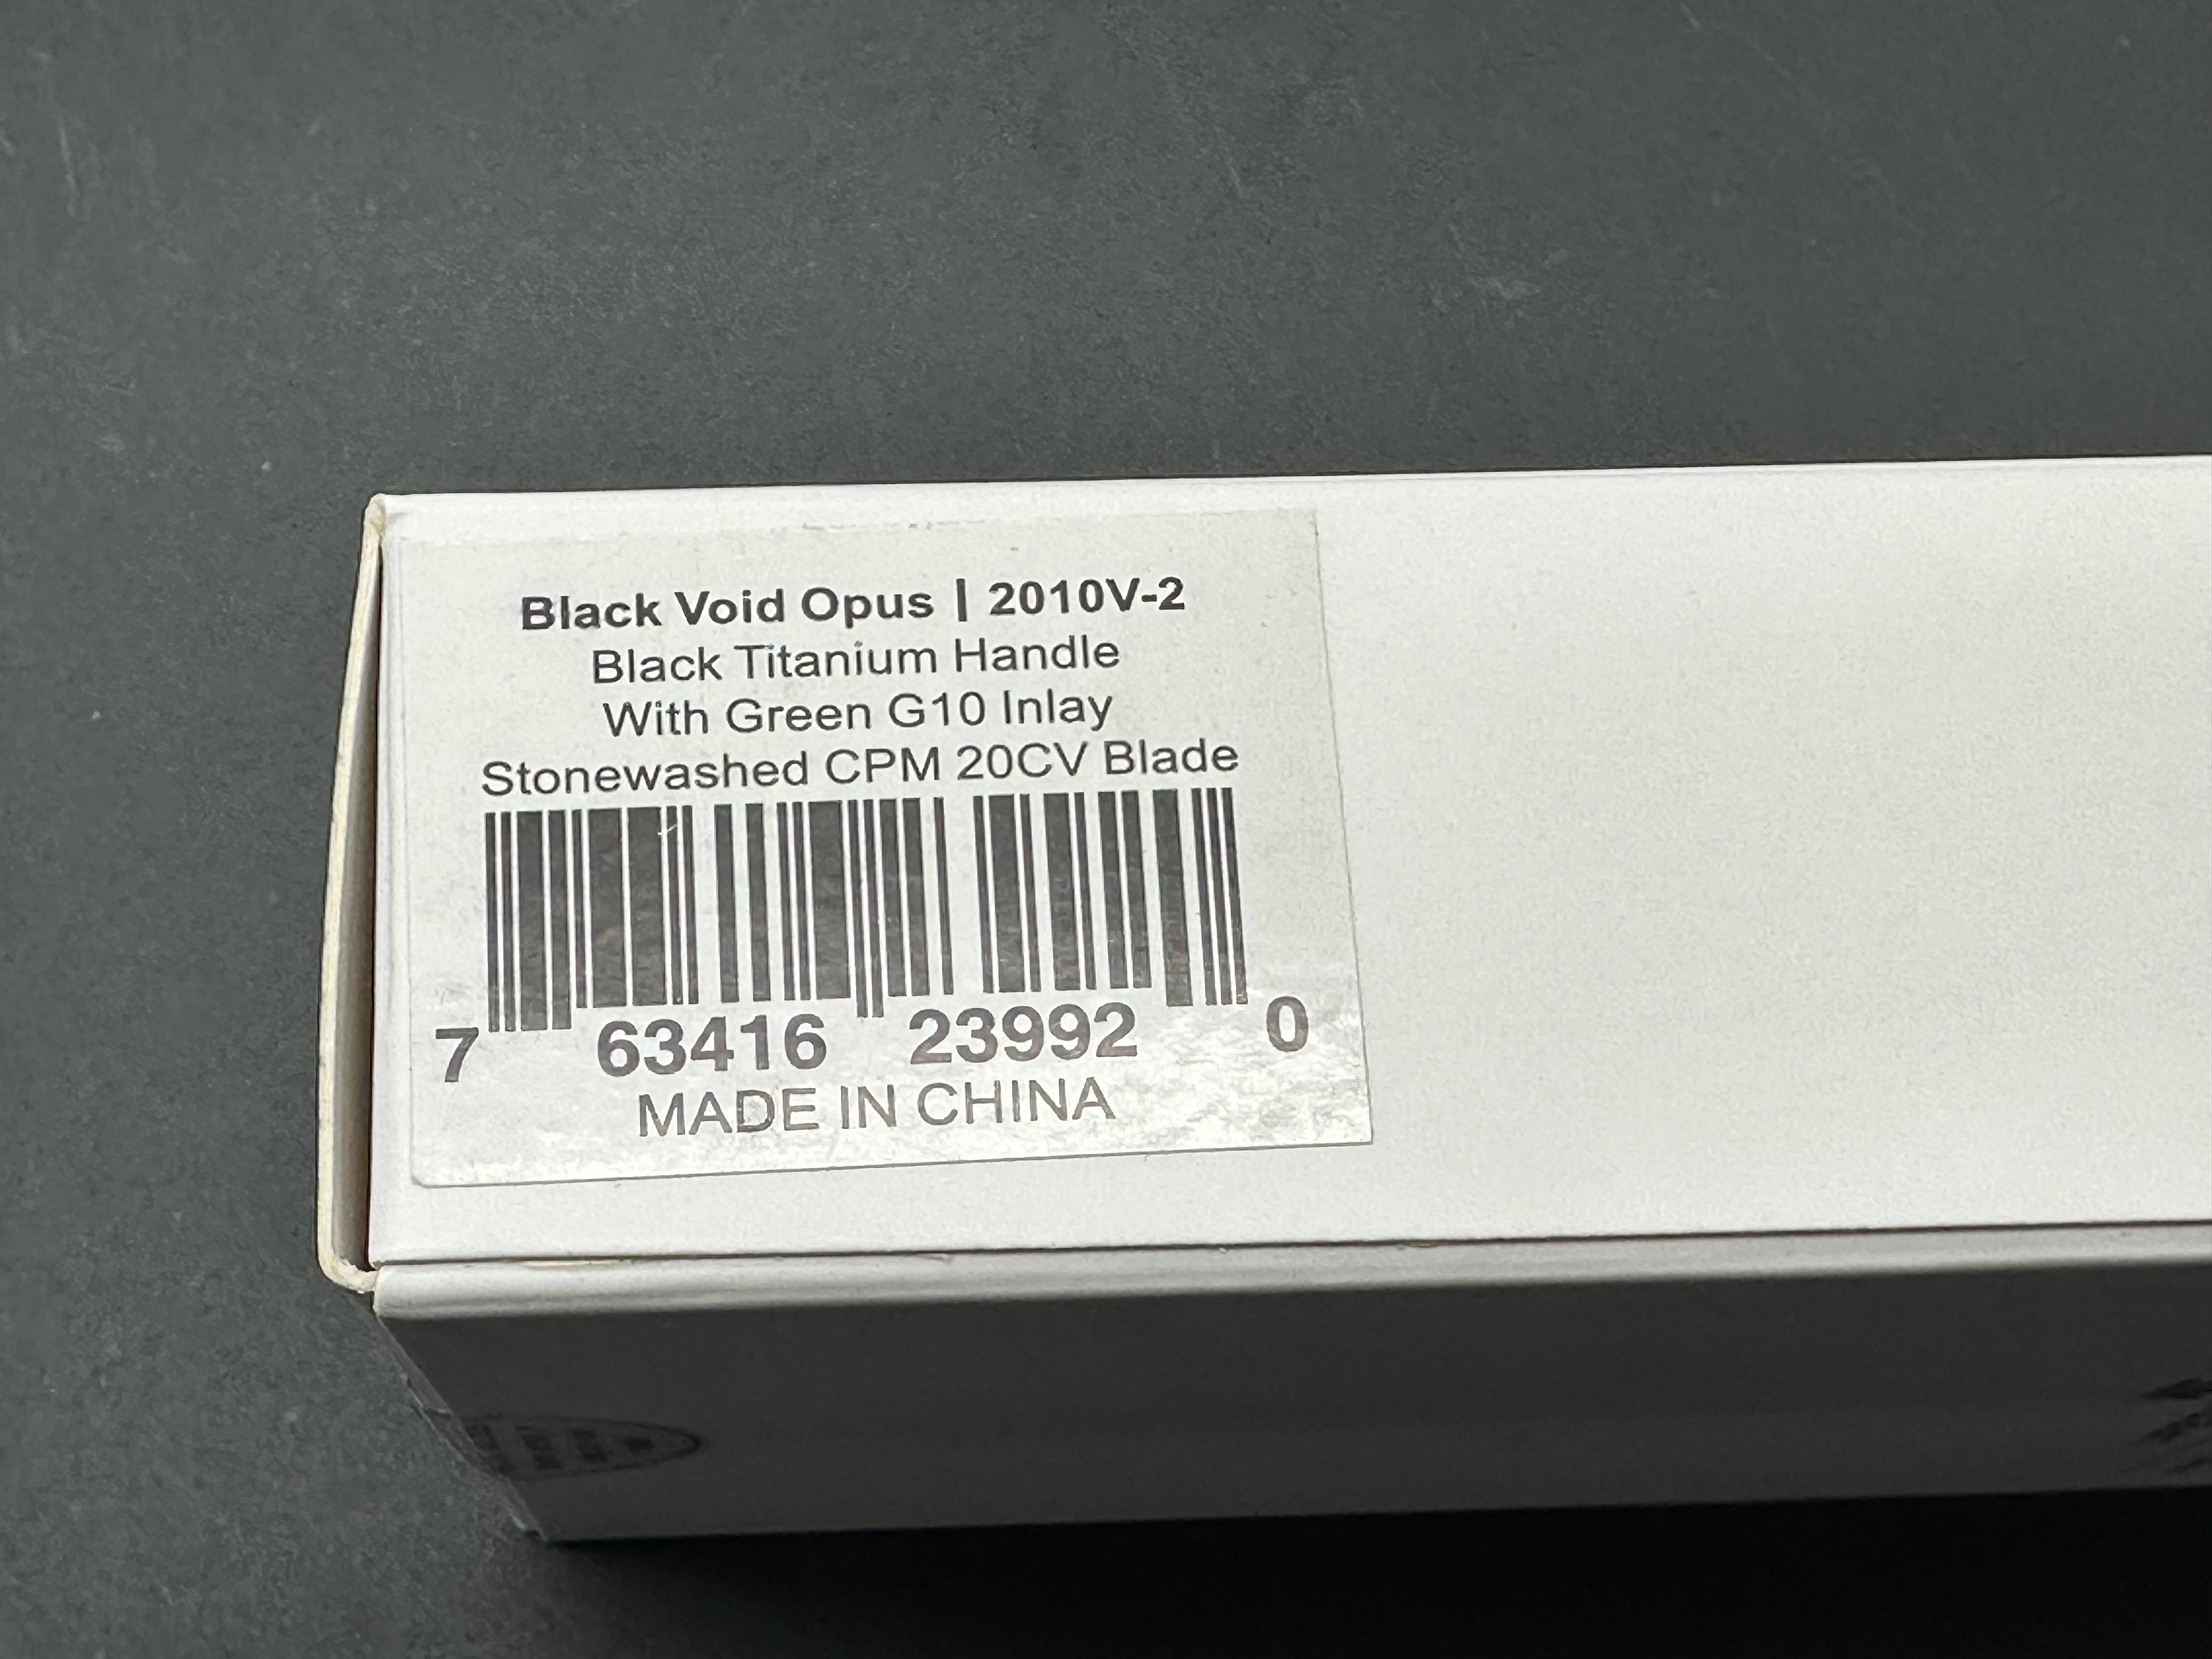 Black Void Opus | 2010V-2
Black Titanium Handle
With Green G10 Inlay
Stonewashed CPM 20CV Blade
7 63416 23992 0
MADE IN CHINA